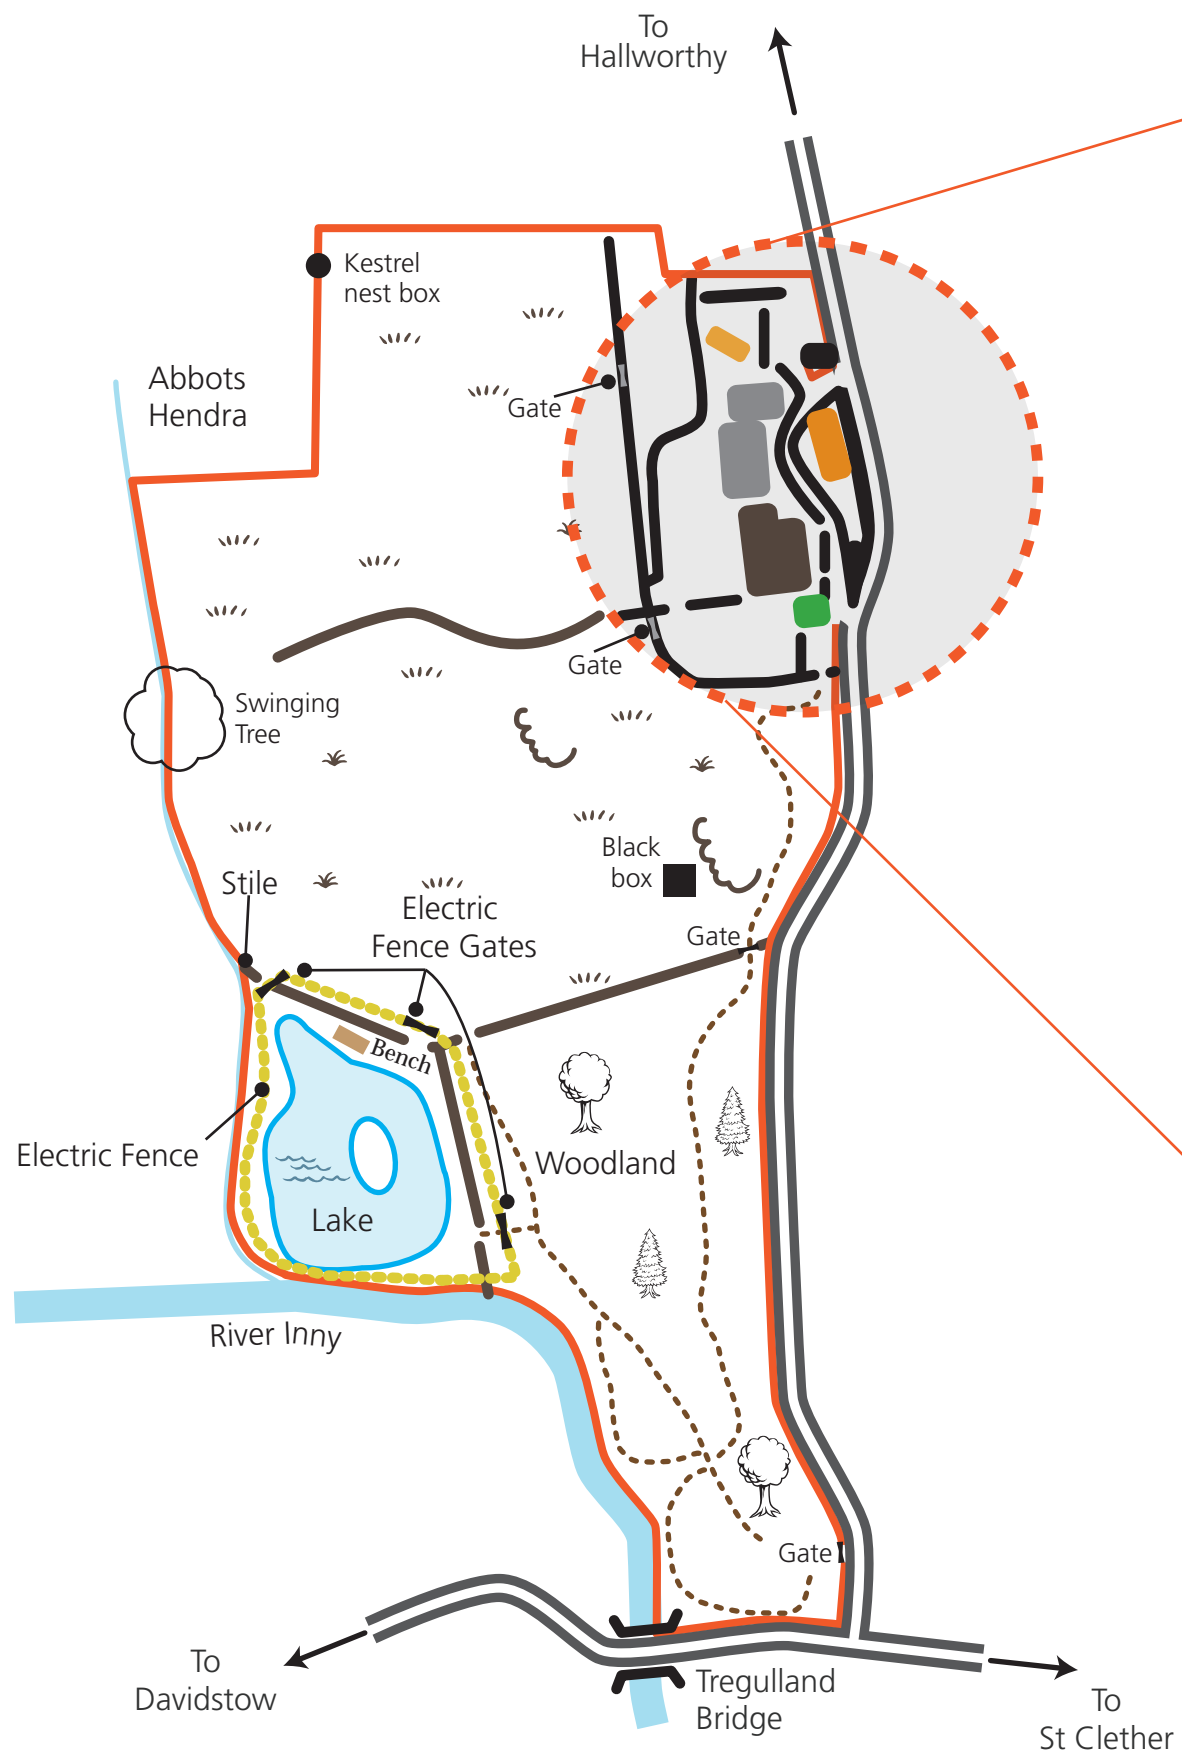 To
Hallworthy
Kestrel
nest box
Abbots
Hendra
Gate
Gate
Swinging
Tree
Black
box
Stile
Electric
Fence Gates
Gate
Bench
Electric Fence
Woodland
Lake
River Inny
Gate
To
Davidstow
Tregulland
Bridge
To
St Clether